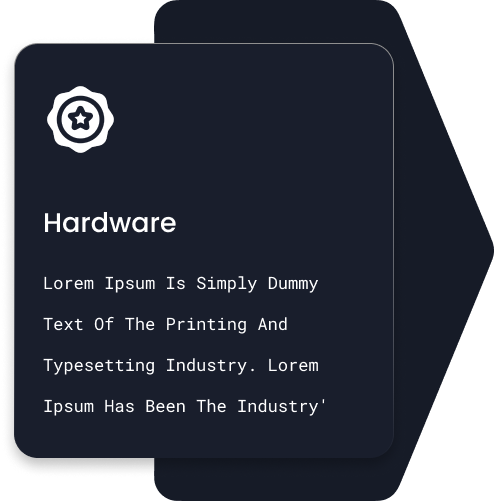 Hardware
Lorem Ipsum Is Simply Dummy
Text Of The Printing And
Typesetting Industry. Lorem
Ipsum Has Been The Industry'